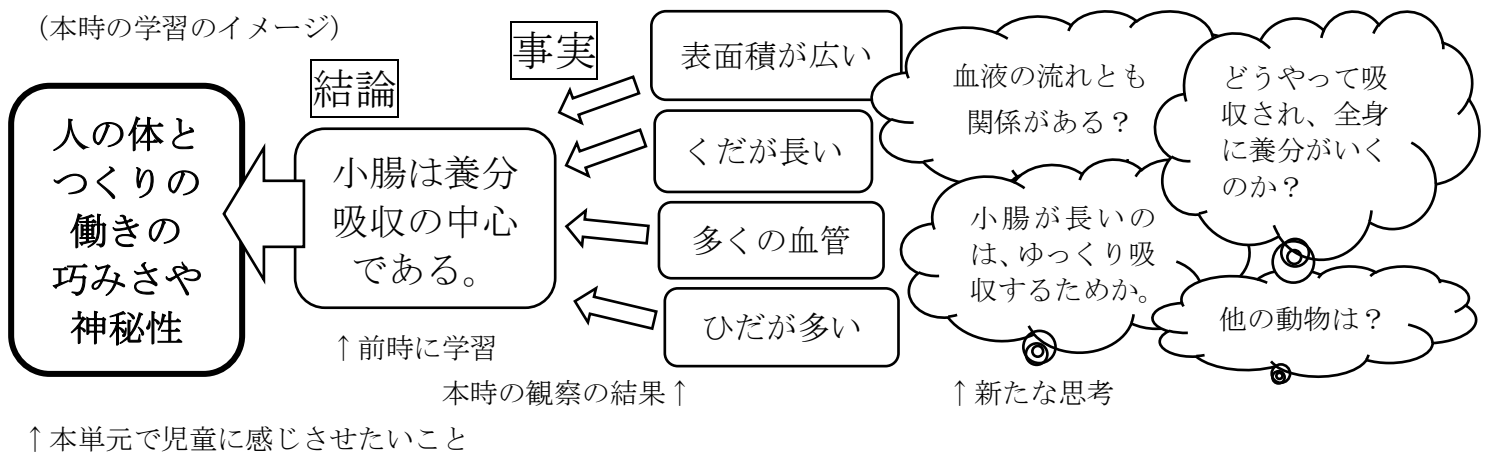 （本時の学習のイメージ）
人の体と
つくりの
働きの
巧みさや
神秘性
結論
小腸は養分
吸収の中心
である。
↑前時に学習
事実
表面積が広い
くだが長い
多くの血管
ひだが多い
本時の観察の結果↑
血液の流れとも
関係がある？
どうやって吸
収され、全身
に養分がいく
のか？
小腸が長いの
は、ゆっくり吸
収するためか。
他の動物は？
↑新たな思考
↑本単元で児童に感じさせたいこと